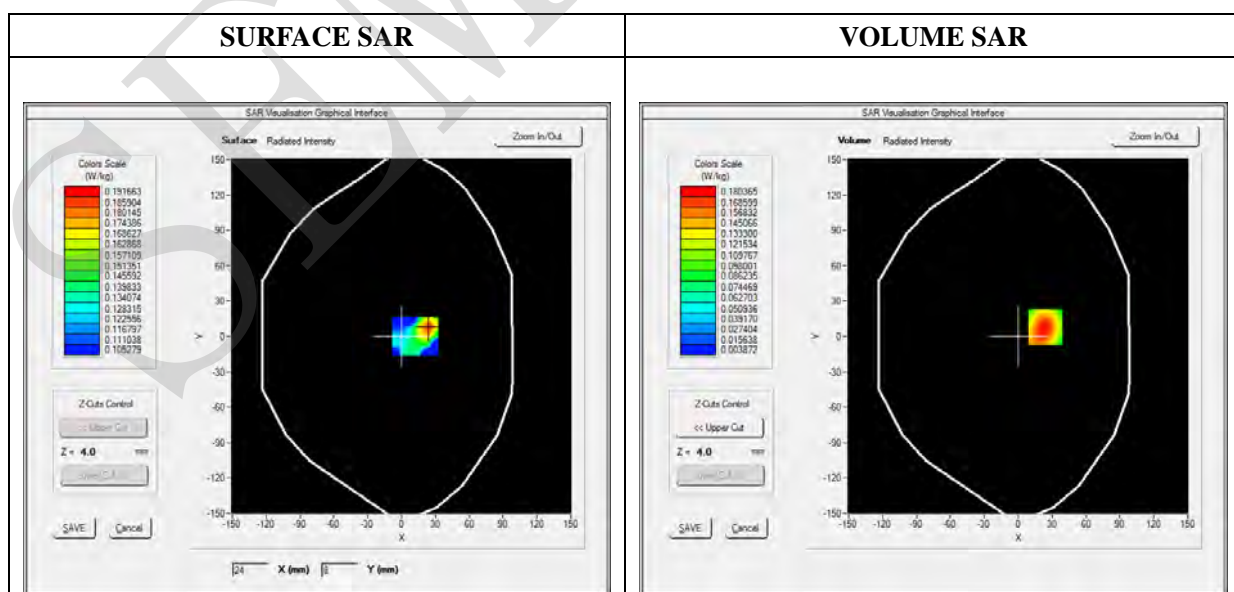 SURFACE SAR
VOLUME SAR
SAR Visualisation Graphical Interface
Surface Radiated Intensity
Zoom In/Out
Colors Scale
(W/kg)
0.191663
0.185904
0.180145
0.174386
0.168627
0.162868
0.157109
0.151351
0.145592
0.139833
0.134074
0.128315
0.122556
0.116797
0.111038
0.105279
150
120
90
60
30
0
-30
-60
-90
-120
-150
Y
-150 -120 -90 -60 -30 0 30 60 90 120 150
X
Z-Cuts Control
<< Upper Cut
Z = 4.0 mm
SAVE Cancel
24 X (mm) 8 Y (mm)
SAR Visualisation Graphical Interface
Volume Radiated Intensity
Zoom In/Out
Colors Scale
(W/kg)
0.180365
0.168599
0.156832
0.145066
0.133300
0.121534
0.109767
0.098001
0.086235
0.074469
0.062703
0.050936
0.039170
0.027404
0.015638
0.003872
150
120
90
60
30
0
-30
-60
-90
-120
-150
Y
-150 -120 -90 -60 -30 0 30 60 90 120 150
X
Z-Cuts Control
<< Upper Cut
Z = 4.0 mm
SAVE Cancel